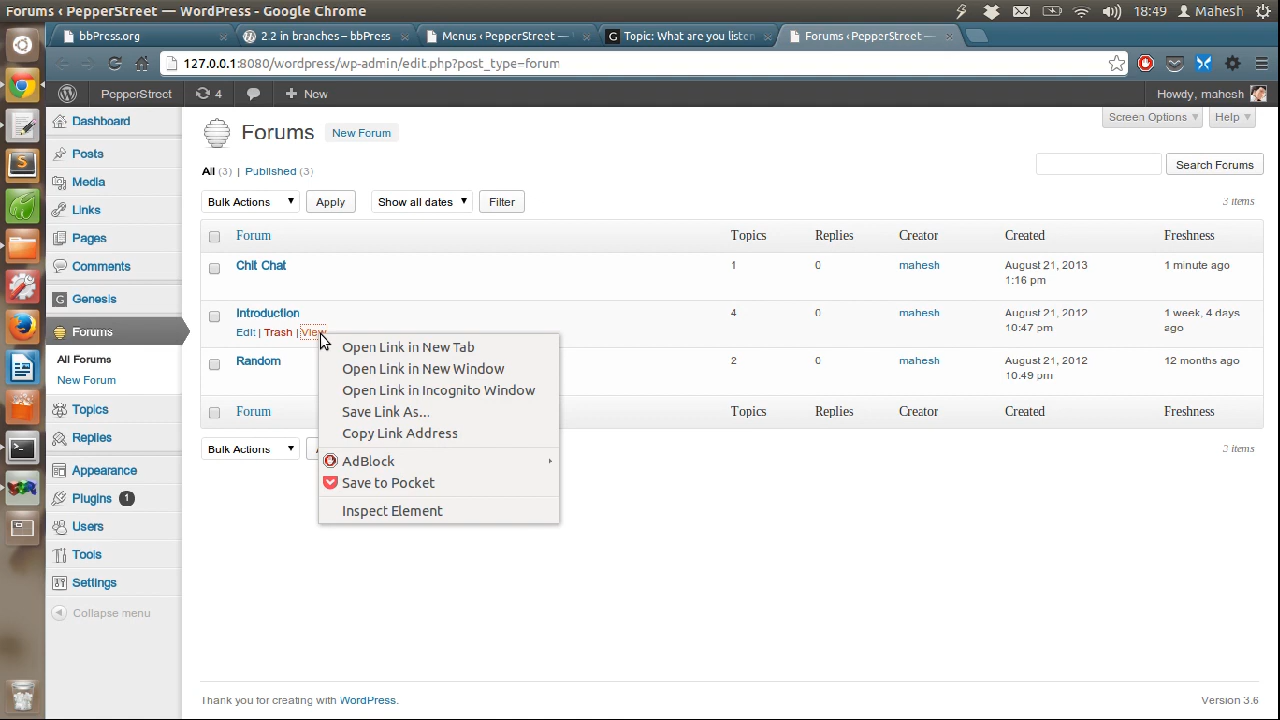 Forums ‹ PepperStreet — WordPress - Google Chrome
18:49 Mahesh
bbPress.org
2.2 in branches – bbPress
Menus ‹ PepperStreet —
Topic: What are you listen
Forums ‹ PepperStreet —
127.0.0.1:8080/wordpress/wp-admin/edit.php?post_type=forum
PepperStreet
4
New
Howdy, mahesh
Dashboard
Posts
Media
Links
Pages
Comments
Genesis
Forums
All Forums
New Forum
Topics
Replies
Appearance
Plugins 1
Users
Tools
Settings
Collapse menu
Screen Options
Help
Forums
New Forum
All (3) | Published (3)
Search Forums
Bulk Actions
Apply
Show all dates
Filter
3 items
Forum Topics Replies Creator Created Freshness
Chit Chat 1 0 mahesh August 21, 2013 1 minute ago
1:16 pm
Introduction 4 0 mahesh August 21, 2012 1 week, 4 days
10:47 pm ago
Edit | Trash | View
Random 2 0 mahesh August 21, 2012 12 months ago
10:49 pm
Forum Topics Replies Creator Created Freshness
Bulk Actions
3 items
Open Link in New Tab
Open Link in New Window
Open Link in Incognito Window
Save Link As...
Copy Link Address
AdBlock
Save to Pocket
Inspect Element
Thank you for creating with WordPress.
Version 3.6